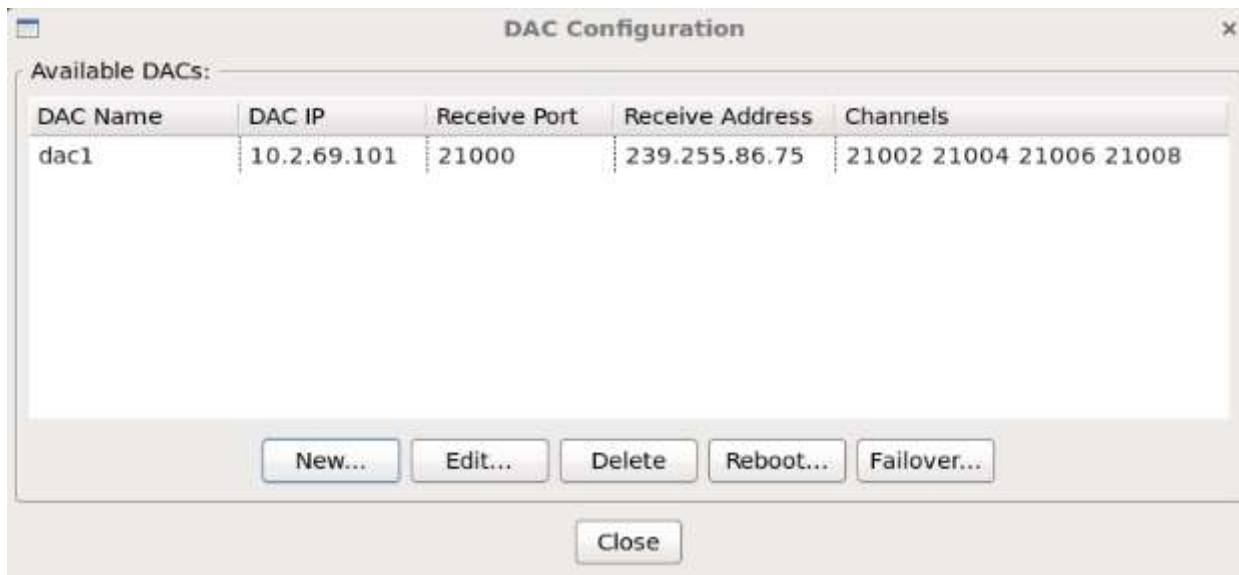 DAC Configuration
Available DACs:
DAC Name DAC IP Receive Port Receive Address Channels
dac1 10.2.69.101 21000 239.255.86.75 21002 21004 21006 21008
New... Edit... Delete Reboot... Failover...
Close